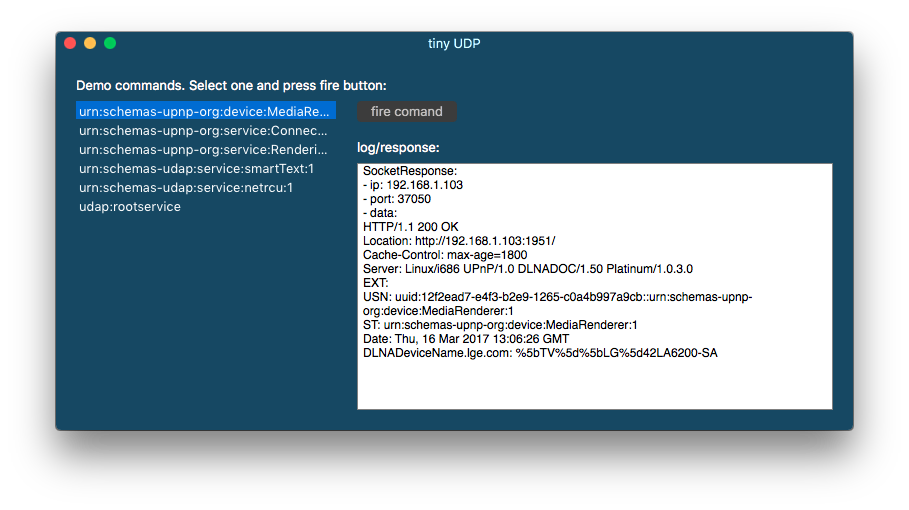 tiny UDP
Demo commands. Select one and press fire button:
urn:schemas-upnp-org:device:MediaRe...
urn:schemas-upnp-org:service:Connec...
urn:schemas-upnp-org:service:Renderi...
urn:schemas-udap:service:smartText:1
urn:schemas-udap:service:netrcu:1
udap:rootservice
fire comand
log/response:
SocketResponse:
- ip: 192.168.1.103
- port: 37050
- data:
HTTP/1.1 200 OK
Location: http://192.168.1.103:1951/
Cache-Control: max-age=1800
Server: Linux/i686 UPnP/1.0 DLNADOC/1.50 Platinum/1.0.3.0
EXT:
USN: uuid:12f2ead7-e4f3-b2e9-1265-c0a4b997a9cb::urn:schemas-upnp-
org:device:MediaRenderer:1
ST: urn:schemas-upnp-org:device:MediaRenderer:1
Date: Thu, 16 Mar 2017 13:06:26 GMT
DLNADeviceName.lge.com: %5bTV%5d%5bLG%5d42LA6200-SA